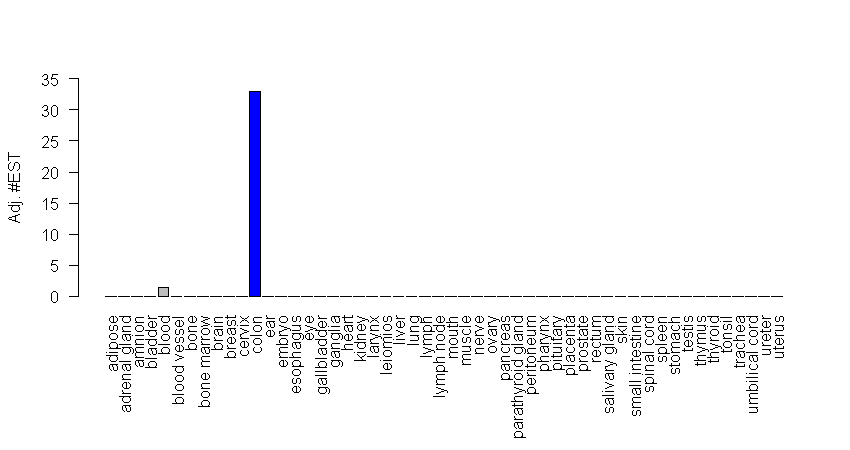 Adj. #EST
35
30
25
20
15
10
5
0
adipose
adrenal gland
amnion
bladder
blood
blood vessel
bone
bone marrow
brain
breast
cervix
colon
ear
embryo
esophagus
eye
gallbladder
ganglia
heart
kidney
larynx
leiomios
liver
lung
lymph
lymph node
mouth
muscle
nerve
ovary
pancreas
parathyroid gland
peritoneum
pharynx
pituitary
placenta
prostate
rectum
salivary gland
skin
small intestine
spinal cord
spleen
stomach
testis
thymus
thyroid
tonsil
trachea
umbilical cord
ureter
uterus